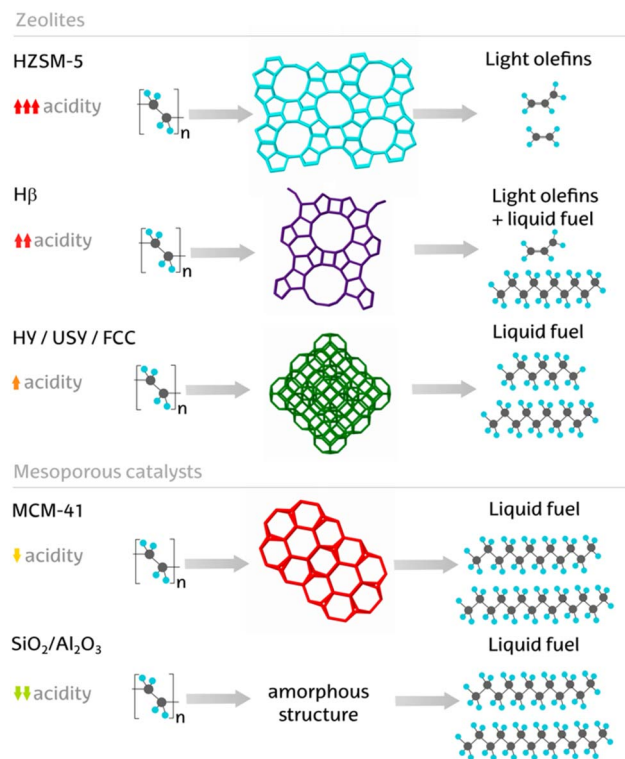 Zeolites
HZSM-5
Light olefins
acidity
n
Hβ
Light olefins
+ liquid fuel
acidity
n
HY / USY / FCC
Liquid fuel
acidity
n
Mesoporous catalysts
MCM-41
Liquid fuel
acidity
n
SiO₂/Al₂O₃
Liquid fuel
acidity
n
amorphous
structure